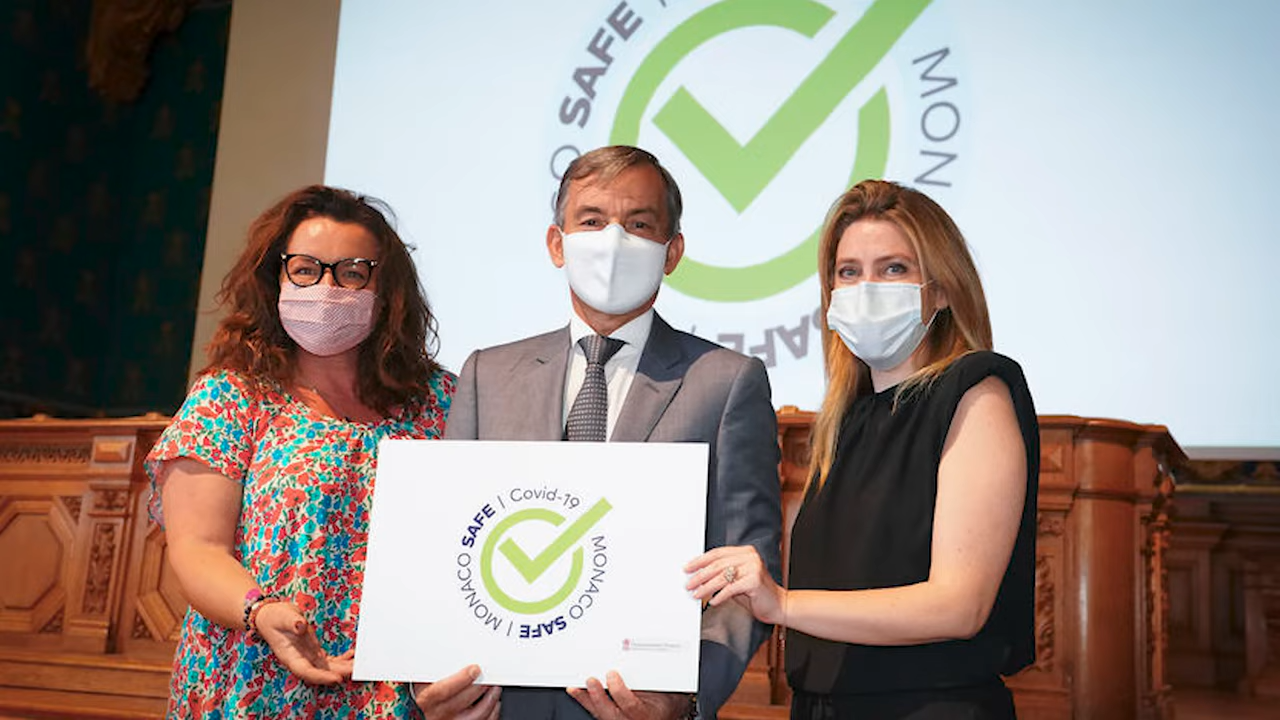 SAFE |
MON
O
SAFE /
| Covid-19
MONACO SAFE
MONACO SAFE |